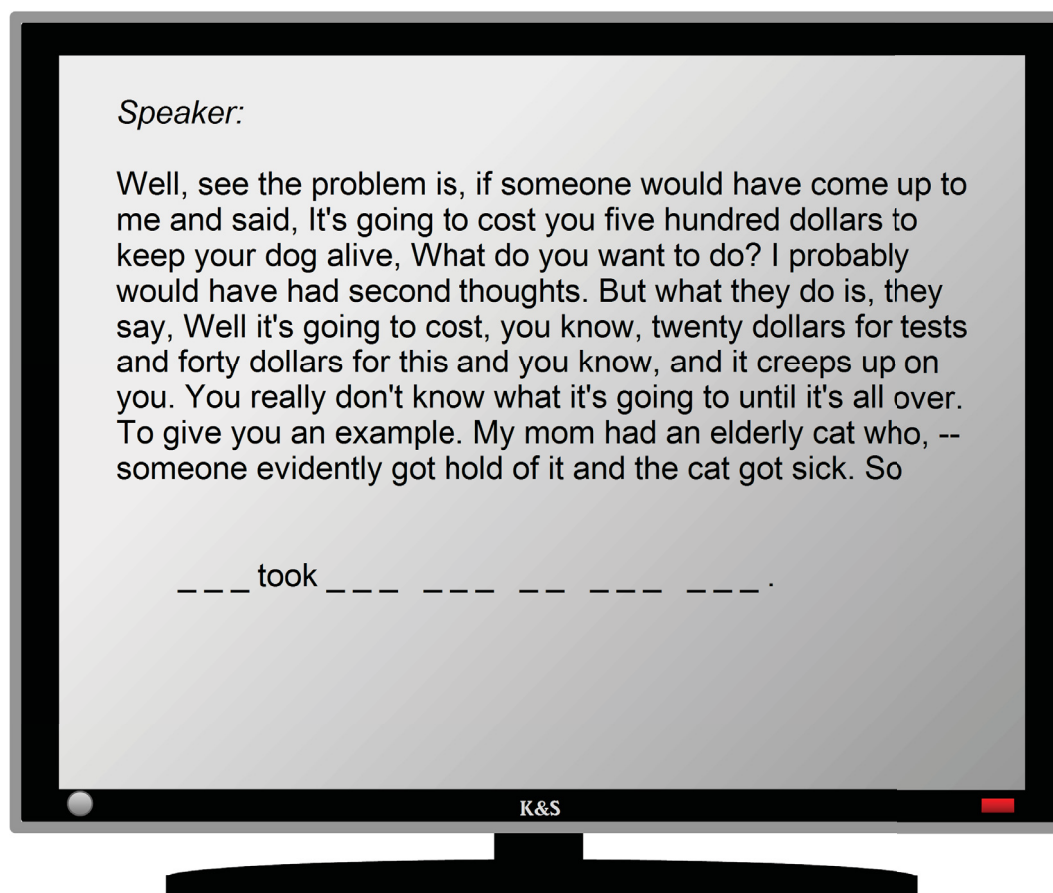 Speaker:
Well, see the problem is, if someone would have come up to
me and said, It's going to cost you five hundred dollars to
keep your dog alive, What do you want to do? I probably
would have had second thoughts. But what they do is, they
say, Well it's going to cost, you know, twenty dollars for tests
and forty dollars for this and you know, and it creeps up on
you. You really don't know what it's going to until it's all over.
To give you an example. My mom had an elderly cat who, --
someone evidently got hold of it and the cat got sick. So
_ _ _ took _ _ _ _ _ _ _ _ _ _ _ _ _ _ .
K&S